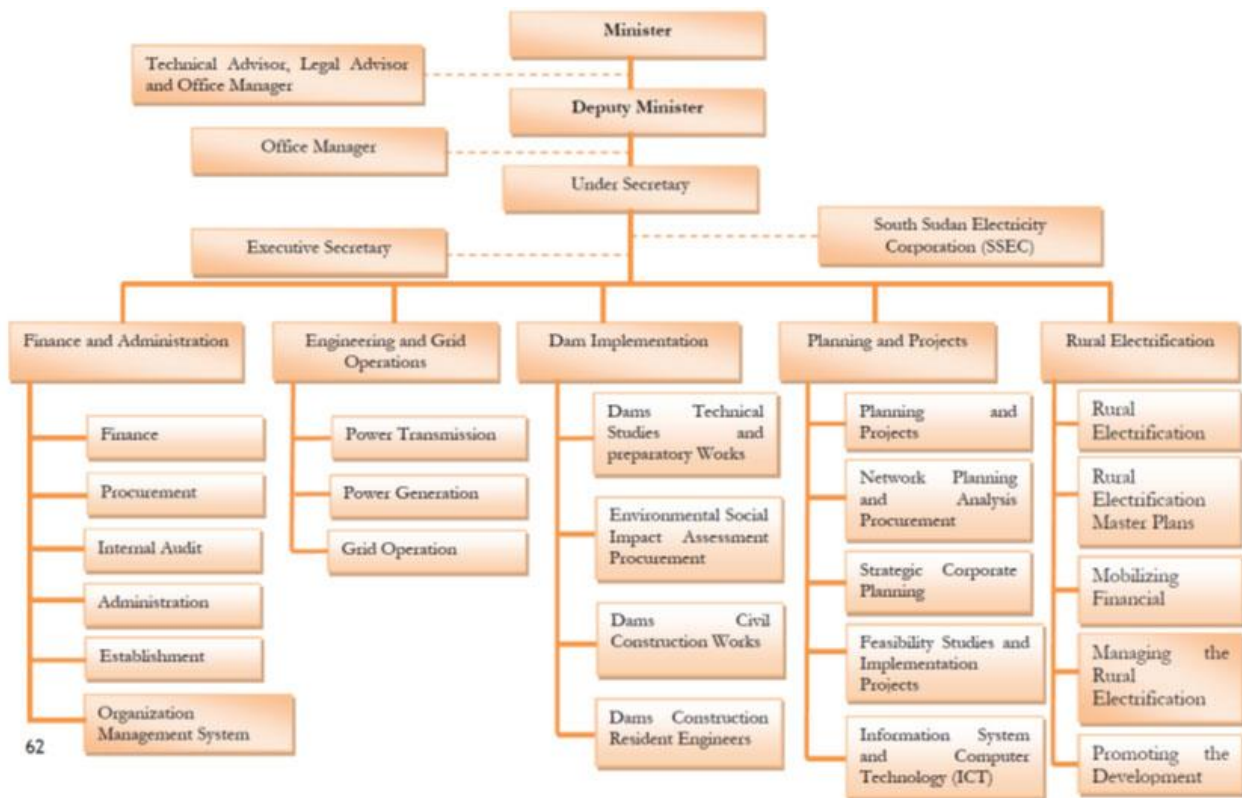 Minister
Technical Advisor, Legal Advisor
and Office Manager
Deputy Minister
Office Manager
Under Secretary
South Sudan Electricity
Corporation (SSEC)
Executive Secretary
Finance and Administration
Engineering and Grid
Operations
Dam Implementation
Planning and Projects
Rural Electrification
Finance
Procurement
Internal Audit
Administration
Establishment
Organization
Management System
Power Transmission
Power Generation
Grid Operation
Dams Technical
Studies and
preparatory Works
Environmental Social
Impact Assessment
Procurement
Dams Civil
Construction Works
Dams Construction
Resident Engineers
Planning and
Projects
Network Planning
and Analysis
Procurement
Strategic Corporate
Planning
Feasibility Studies and
Implementation
Projects
Information System
and Computer
Technology (ICT)
Rural
Electrification
Rural
Electrification
Master Plans
Mobilizing
Financial
Managing the
Rural
Electrification
Promoting the
Development
62